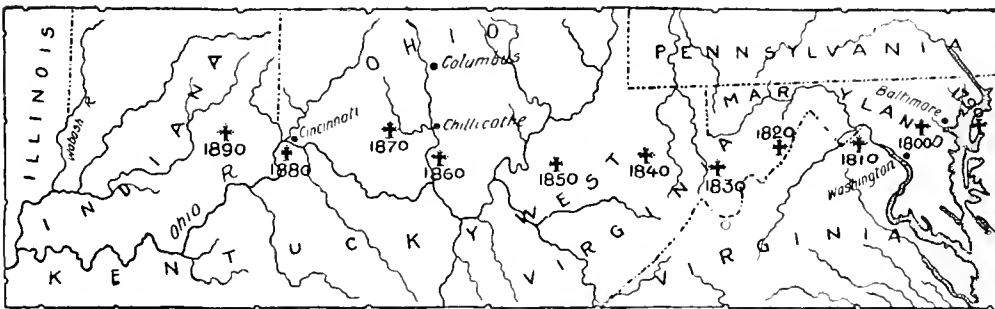 ILLINOIS
Wabash R
INDIANA
OHIO
Columbus
Cincinnati
Chillicathe
PENNSYLVANIA
MARYLAND
Baltimore
Washington
WEST VIRGINIA
VIRGINIA
KENTUCKY
Ohio R
1790
1800
1810
1820
1830
1840
1850
1860
1870
1880
1890